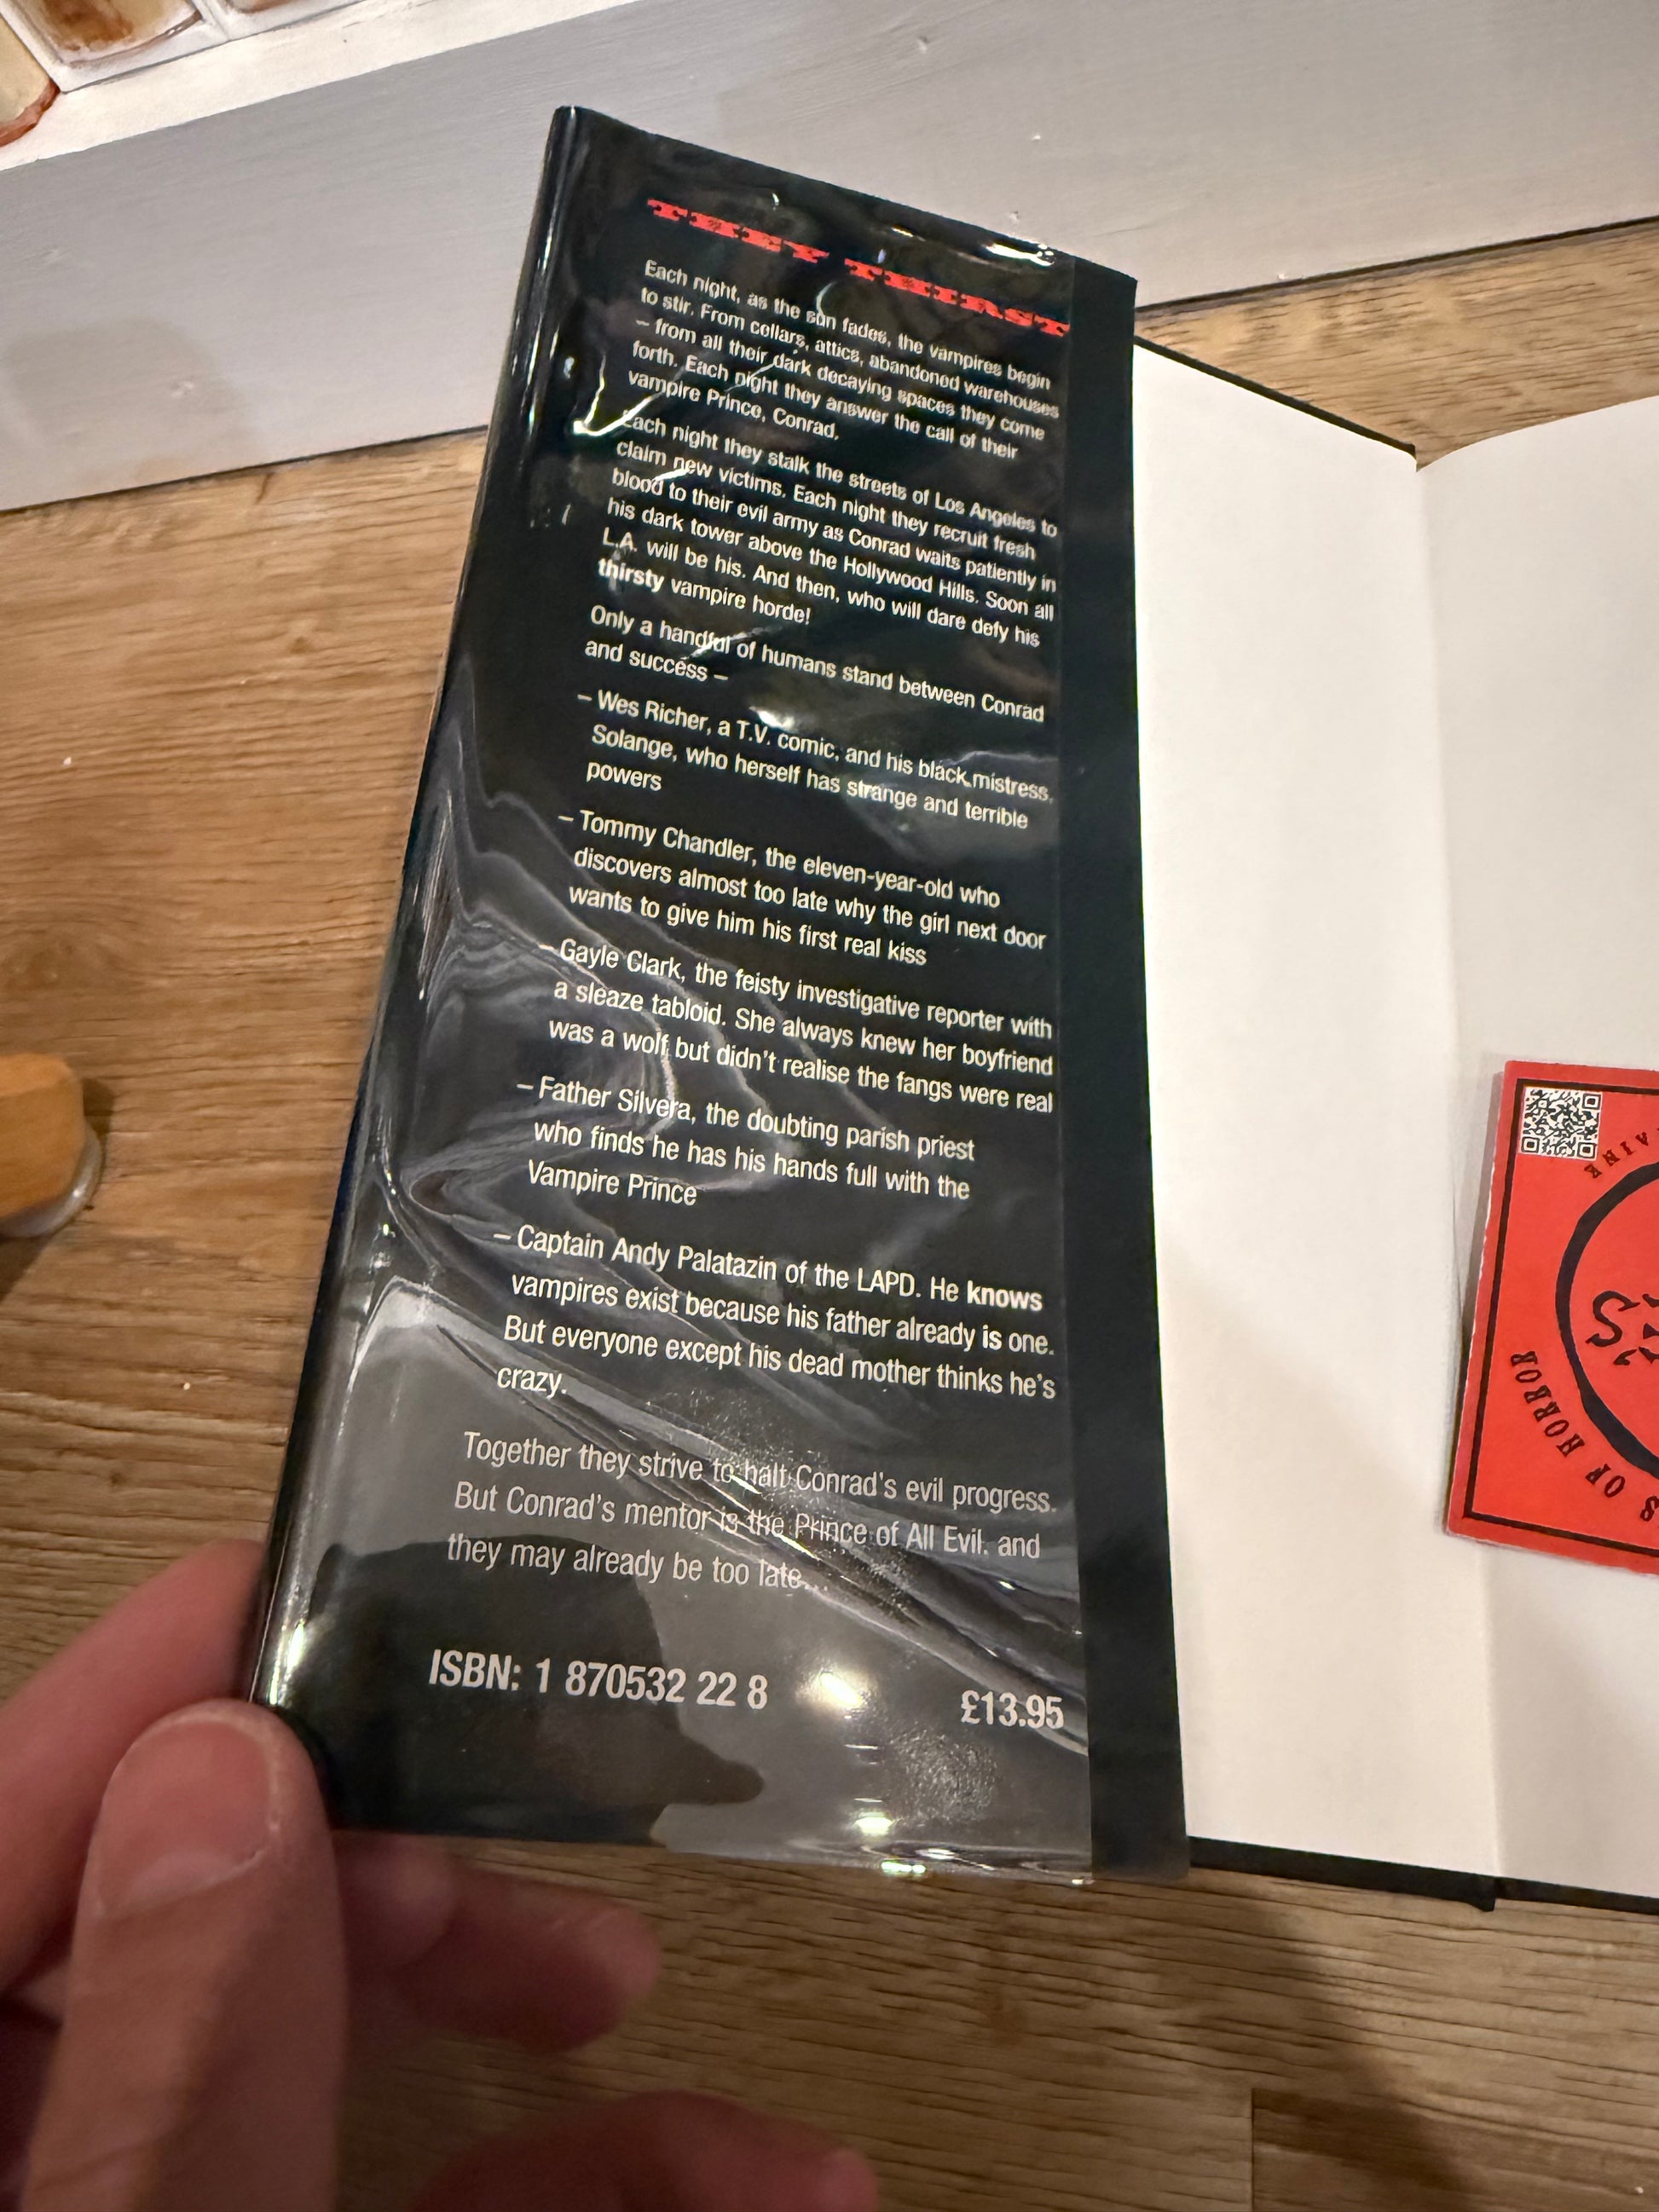 THEY THIRST
Each night, as the sun fades, the vampires begin
to stir. From cellars, attics, abandoned warehouses
– from all their dark decaying spaces they come
forth. Each night they answer the call of their
vampire Prince, Conrad.
Each night they stalk the streets of Los Angeles to
claim new victims. Each night they recruit fresh
blood to their evil army as Conrad waits patiently in
his dark tower above the Hollywood Hills. Soon all
L.A. will be his. And then, who will dare defy his
thirsty vampire horde!
Only a handful of humans stand between Conrad
and success –
– Wes Richer, a T.V. comic, and his black mistress,
Solange, who herself has strange and terrible
powers
– Tommy Chandler, the eleven-year-old who
discovers almost too late why the girl next door
wants to give him his first real kiss
– Gayle Clark, the feisty investigative reporter with
a sleaze tabloid. She always knew her boyfriend
was a wolf but didn't realise the fangs were real
– Father Silvera, the doubting parish priest
who finds he has his hands full with the
Vampire Prince
– Captain Andy Palatazin of the LAPD. He knows
vampires exist because his father already is one.
But everyone except his dead mother thinks he's
crazy.
Together they strive to halt Conrad's evil progress.
But Conrad's mentor is the Prince of All Evil. and
they may already be too late...
ISBN: 1 870532 22 8
£13.95
OF HORROR